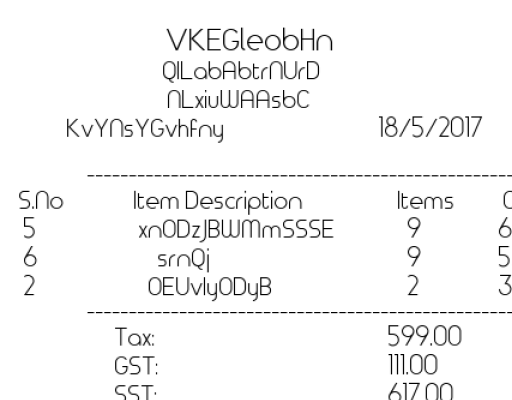 VKEGleobHn
QILabAbtrNUrD
NLxiuWAAsbC
KvYNsYGvhfny 18/5/2017
S.No Item Description Items
5 xnODzJBWMmSSSE 9 6
6 srnQj 9 5
2 OEUvlyODyB 2 3
Tax: 599.00
GST: 111.00
SST: 617.00